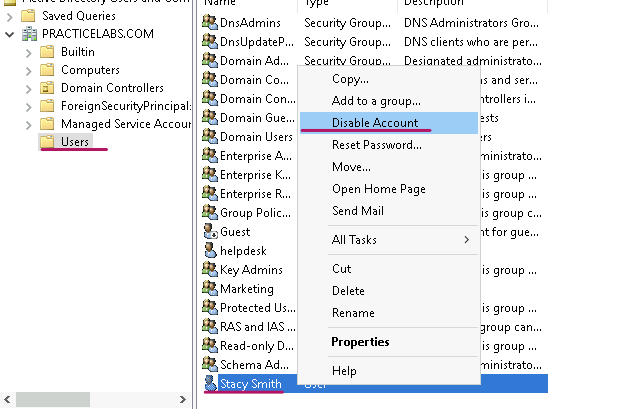 Active Directory Users and Com
Saved Queries
PRACTICELABS.COM
Builtin
Computers
Domain Controllers
ForeignSecurityPrincipals
Managed Service Accour
Users
Name Type Description
DnsAdmins Security Group... DNS Administrators Gro...
DnsUpdateP... Security Group... DNS clients who are per...
Domain Ad... Security Group... Designated administrato...
Domain Co... s and ser...
Domain Con... ntrollers i...
Domain Gue... ests
Domain Users
Enterprise A... administrato...
Enterprise K... is group ...
Enterprise R... is group ...
Group Polic... is group c...
Guest nt for gue...
helpdesk
Key Admins is group ...
Marketing
Protected Us... is group ...
RAS and IAS ... group can...
Read-only D... is group ...
Schema Ad... administrato...
Stacy Smith User
Copy...
Add to a group...
Disable Account
Reset Password...
Move...
Open Home Page
Send Mail
All Tasks
Cut
Delete
Rename
Properties
Help